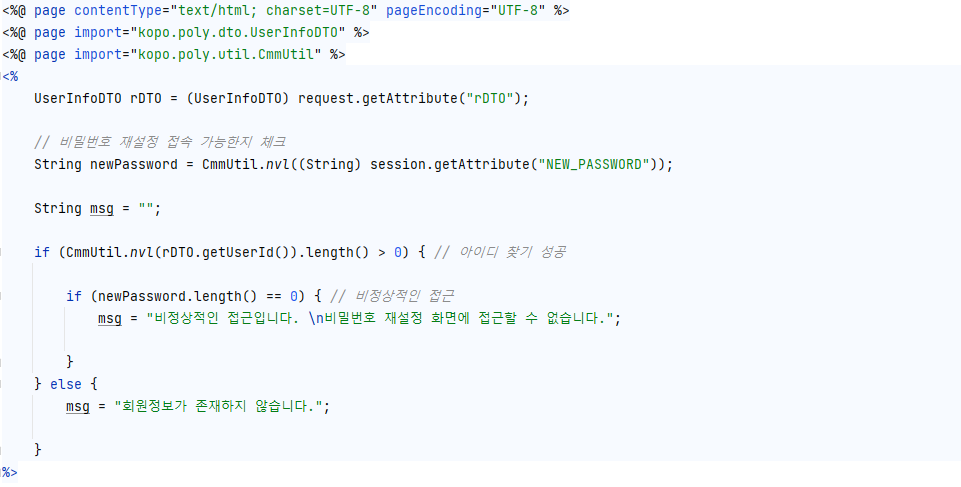 <%@ page contentType="text/html; charset=UTF-8" pageEncoding="UTF-8" %>
<%@ page import="kopo.poly.dto.UserInfoDTO" %>
<%@ page import="kopo.poly.util.CmmUtil" %>
<%
    UserInfoDTO rDTO = (UserInfoDTO) request.getAttribute("rDTO");

    // 비밀번호 재설정 접속 가능한지 체크
    String newPassword = CmmUtil.nvl((String) session.getAttribute("NEW_PASSWORD"));

    String msg = "";

    if (CmmUtil.nvl(rDTO.getUserId()).length() > 0) { // 아이디 찾기 성공

        if (newPassword.length() == 0) { // 비정상적인 접근
            msg = "비정상적인 접근입니다. \n비밀번호 재설정 화면에 접근할 수 없습니다.";

        }
    } else {
        msg = "회원정보가 존재하지 않습니다.";

    }
%>